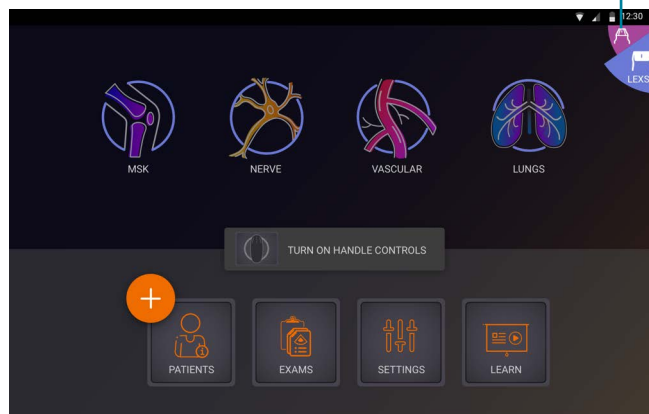 12:30
LEXS
MSK
NERVE
VASCULAR
LUNGS
TURN ON HANDLE CONTROLS
PATIENTS
EXAMS
SETTINGS
LEARN